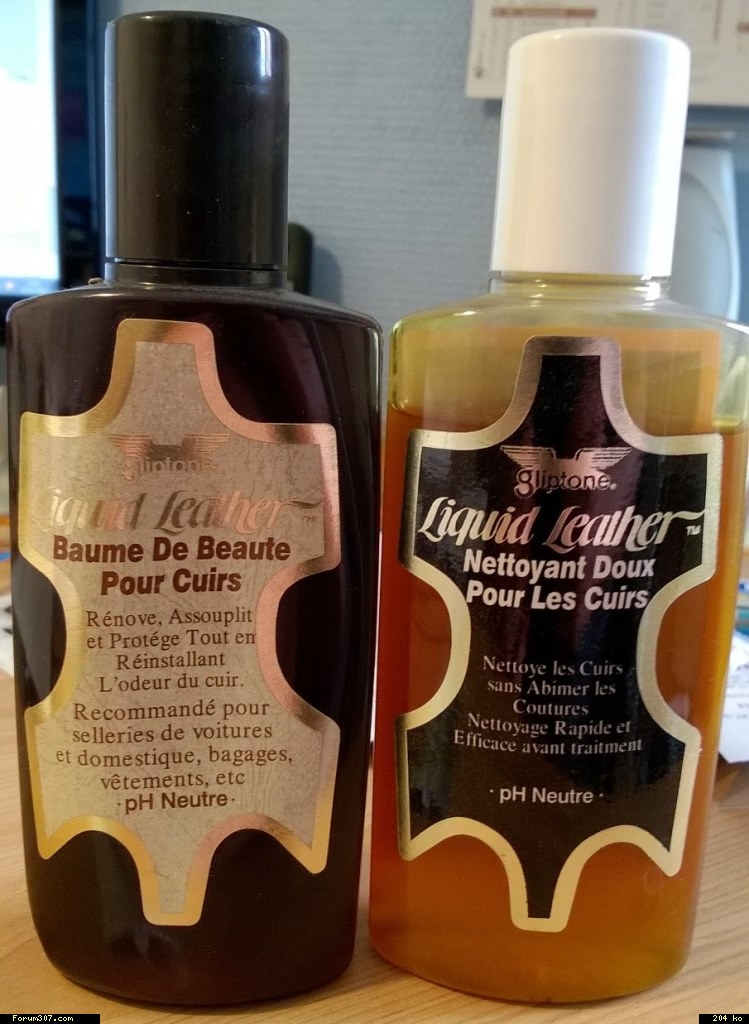 gliptone
Liquid Leather™
Baume De Beaute
Pour Cuirs
Rénove, Assouplit
et Protége Tout en
Réinstallant
L'odeur du cuir.
Recommandé pour
selleries de voitures
et domestique, bagages,
vêtements, etc
·pH Neutre·
gliptone®
Liquid Leather™
Nettoyant Doux
Pour Les Cuirs
Nettoye les Cuirs
sans Abimer les
Coutures
Nettoyage Rapide et
Efficace avant traitment
· pH Neutre ·
Forum307.com
204 ko